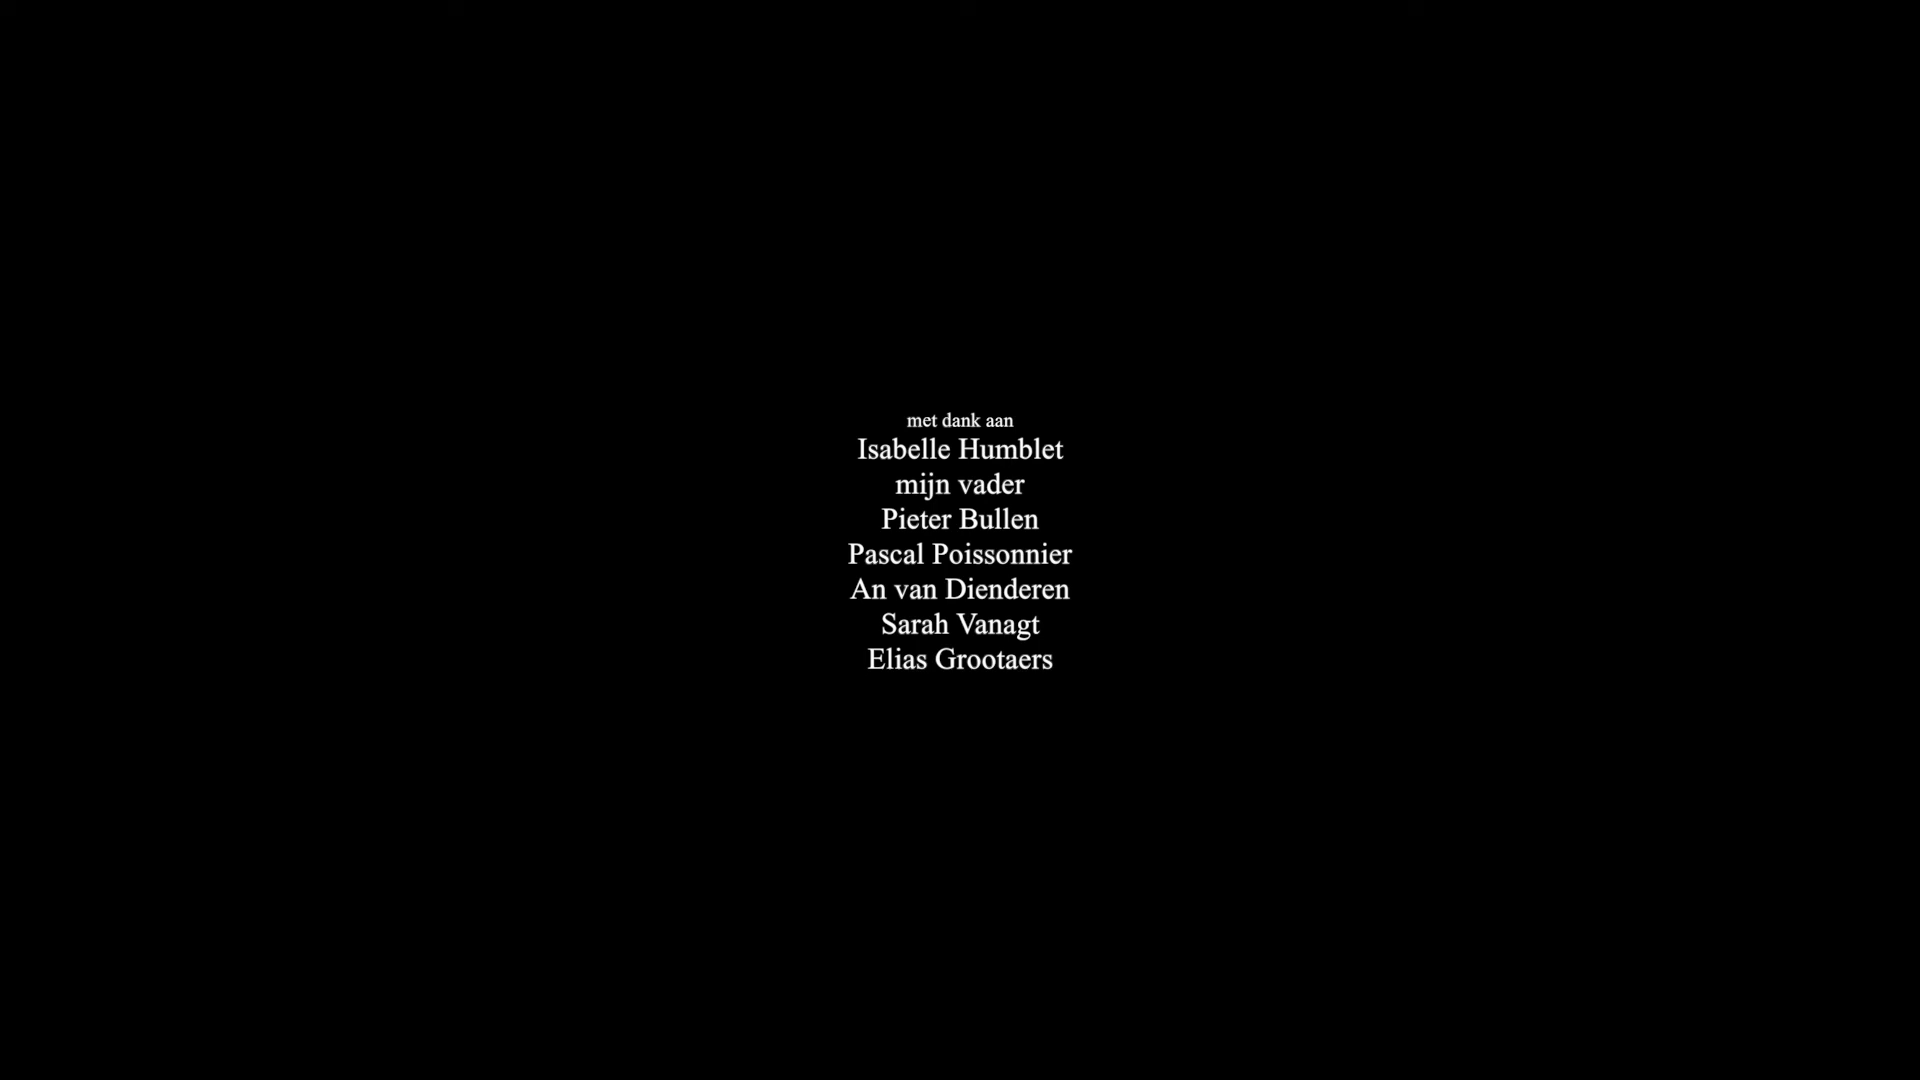 met dank aan
Isabelle Humblet
mijn vader
Pieter Bullen
Pascal Poissonnier
An van Dienderen
Sarah Vanagt
Elias Grootaers